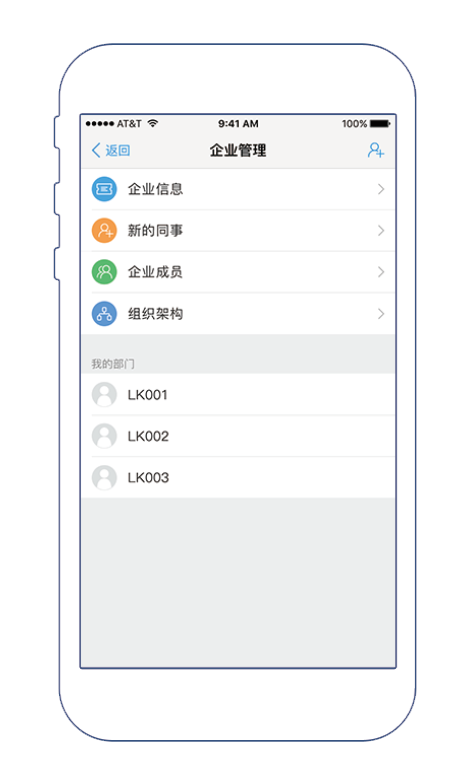 AT&T 9:41 AM 100%
返回 企业管理
企业信息
新的同事
企业成员
组织架构
我的部门
LK001
LK002
LK003